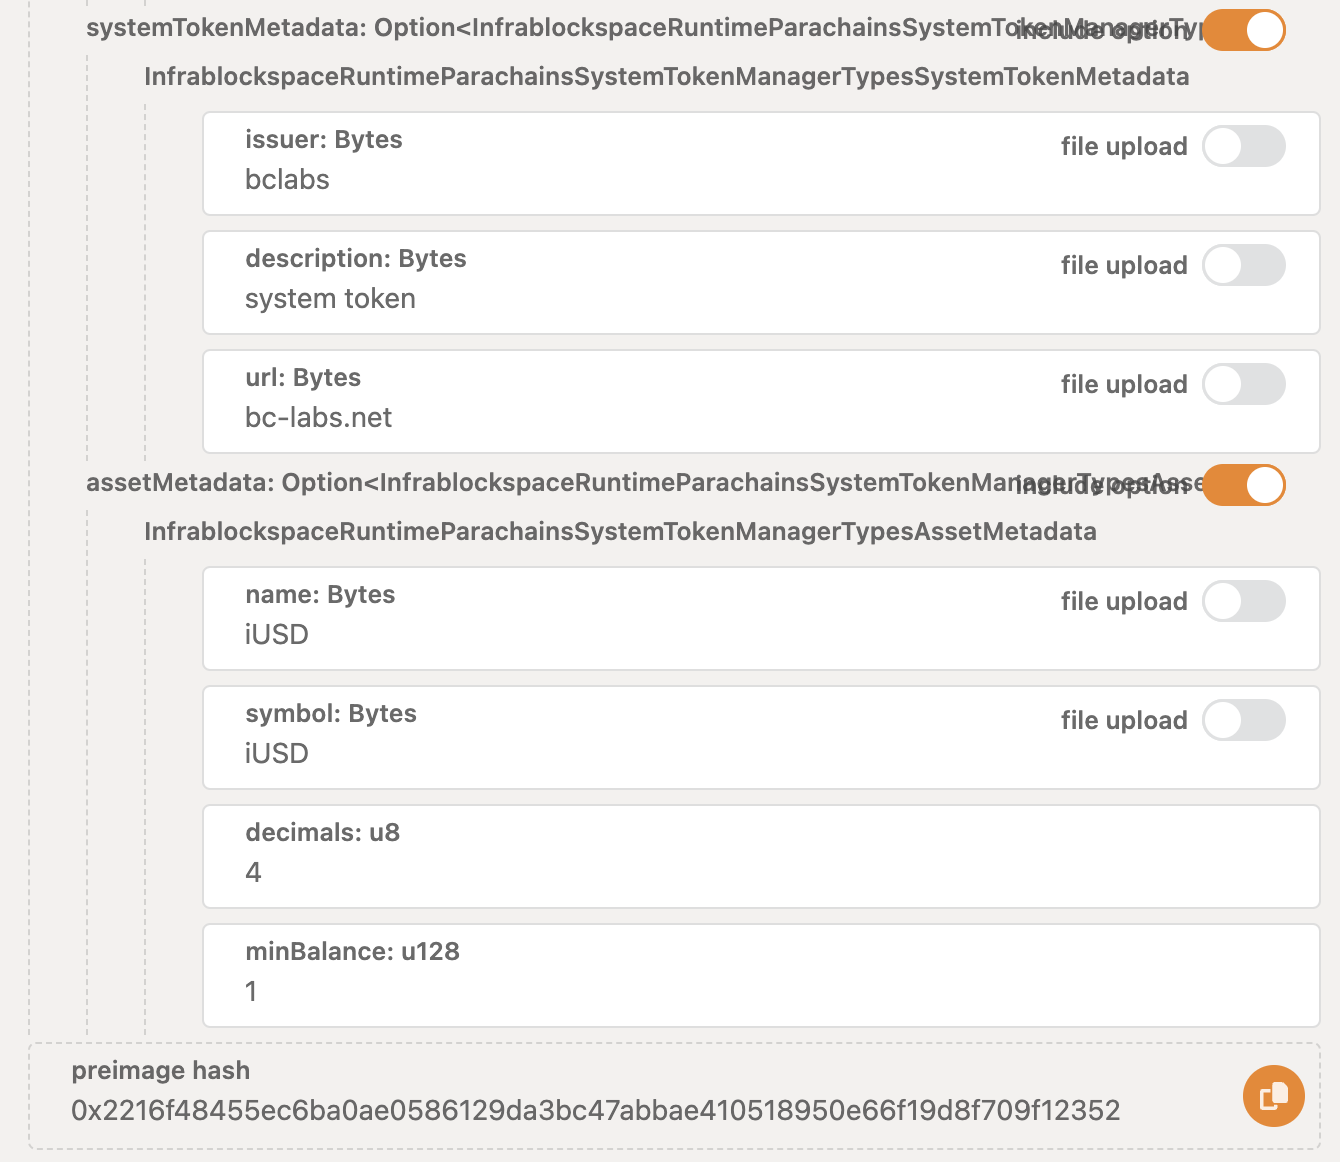 systemTokenMetadata: Option<InfrablockspaceRuntimeParachainsSystemTokenManagerTyp
include option
InfrablockspaceRuntimeParachainsSystemTokenManagerTypesSystemTokenMetadata
issuer: Bytes
file upload
bclabs
description: Bytes
file upload
system token
url: Bytes
file upload
bc-labs.net
assetMetadata: Option<InfrablockspaceRuntimeParachainsSystemTokenManagerTypesAsse
include option
InfrablockspaceRuntimeParachainsSystemTokenManagerTypesAssetMetadata
name: Bytes
file upload
iUSD
symbol: Bytes
file upload
iUSD
decimals: u8
4
minBalance: u128
1
preimage hash
0x2216f48455ec6ba0ae0586129da3bc47abbae410518950e66f19d8f709f12352